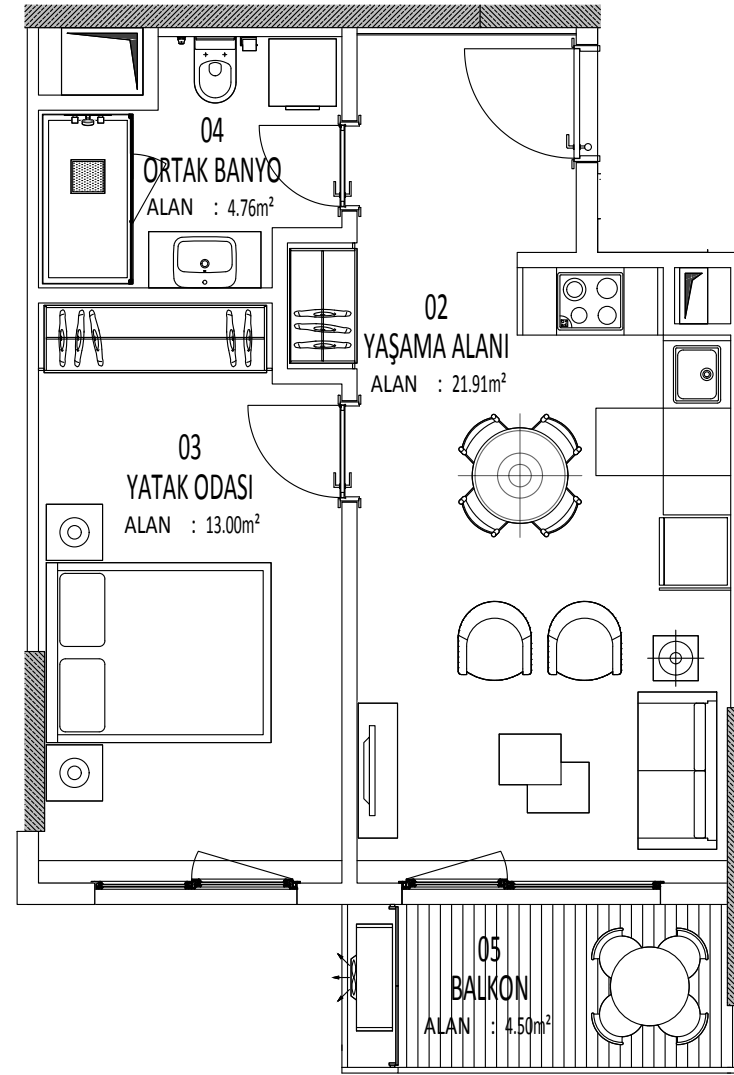 04
ORTAK BANYO
ALAN : 4.76m²
02
YAŞAMA ALANI
ALAN : 21.91m²
03
YATAK ODASI
ALAN : 13.00m²
05
BALKON
ALAN : 4.50m²